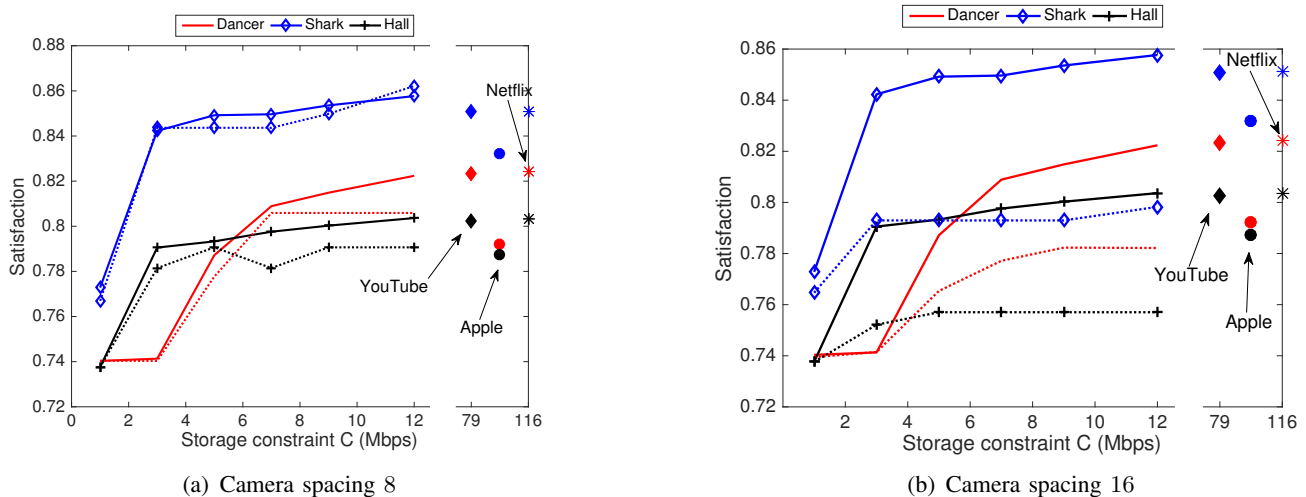 Dancer Shark Hall
0.88
0.86
0.84
0.82
0.8
0.78
0.76
0.74
0.72
Satisfaction
0 2 4 6 8 10 12 79 116
Storage constraint C (Mbps)
Netflix
YouTube
Apple
(a) Camera spacing 8
Dancer Shark Hall
0.86
0.84
0.82
0.8
0.78
0.76
0.74
0.72
Satisfaction
2 4 6 8 10 12 79 116
Storage constraint C (Mbps)
Netflix
YouTube
Apple
(b) Camera spacing 16